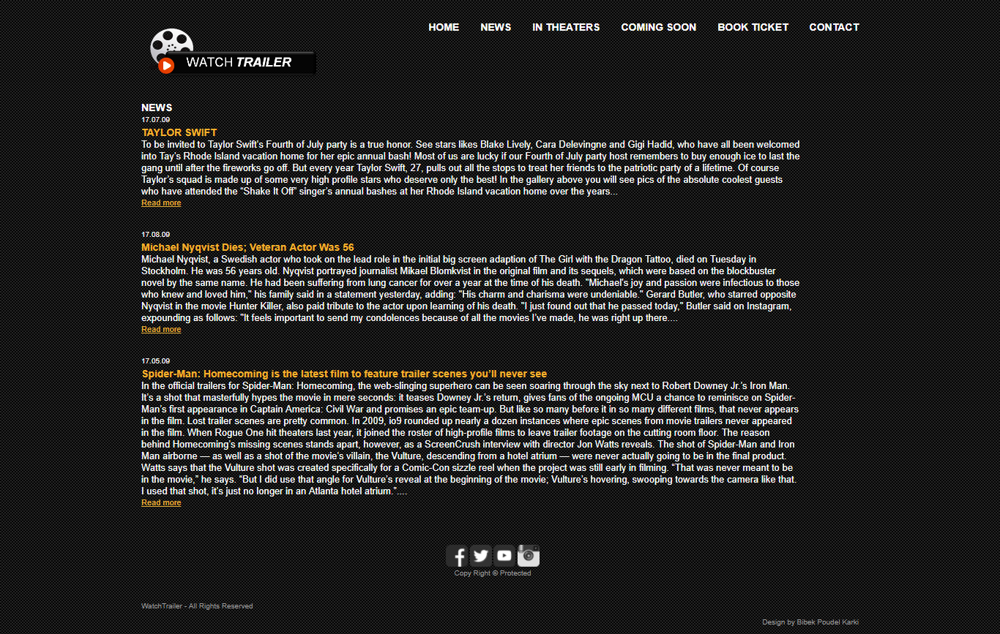 HOME NEWS IN THEATERS COMING SOON BOOK TICKET CONTACT
WATCH TRAILER
NEWS
17.07.09
TAYLOR SWIFT
To be invited to Taylor Swift’s Fourth of July party is a true honor. See stars likes Blake Lively, Cara Delevingne and Gigi Hadid, who have all been welcomed
into Tay’s Rhode Island vacation home for her epic annual bash! Most of us are lucky if our Fourth of July party host remembers to buy enough ice to last the
gang until after the fireworks go off. But every year Taylor Swift, 27, pulls out all the stops to treat her friends to the patriotic party of a lifetime. Of course
Taylor’s squad is made up of some very high profile stars who deserve only the best! In the gallery above you will see pics of the absolute coolest guests
who have attended the “Shake It Off” singer’s annual bashes at her Rhode Island vacation home over the years...
Read more
17.08.09
Michael Nyqvist Dies; Veteran Actor Was 56
Michael Nyqvist, a Swedish actor who took on the lead role in the initial big screen adaption of The Girl with the Dragon Tattoo, died on Tuesday in
Stockholm. He was 56 years old. Nyqvist portrayed journalist Mikael Blomkvist in the original film and its sequels, which were based on the blockbuster
novel by the same name. He had been suffering from lung cancer for over a year at the time of his death. "Michael's joy and passion were infectious to those
who knew and loved him," his family said in a statement yesterday, adding: "His charm and charisma were undeniable." Gerard Butler, who starred opposite
Nyqvist in the movie Hunter Killer, also paid tribute to the actor upon learning of his death. "I just found out that he passed today," Butler said on Instagram,
expounding as follows: "It feels important to send my condolences because of all the movies I’ve made, he was right up there....
Read more
17.05.09
Spider-Man: Homecoming is the latest film to feature trailer scenes you’ll never see
In the official trailers for Spider-Man: Homecoming, the web-slinging superhero can be seen soaring through the sky next to Robert Downey Jr.’s Iron Man.
It’s a shot that masterfully hypes the movie in mere seconds: it teases Downey Jr.’s return, gives fans of the ongoing MCU a chance to reminisce on Spider-
Man’s first appearance in Captain America: Civil War and promises an epic team-up. But like so many before it in so many different films, that never appears
in the film. Lost trailer scenes are pretty common. In 2009, io9 rounded up nearly a dozen instances where epic scenes from movie trailers never appeared
in the film. When Rogue One hit theaters last year, it joined the roster of high-profile films to leave trailer footage on the cutting room floor. The reason
behind Homecoming’s missing scenes stands apart, however, as a ScreenCrush interview with director Jon Watts reveals. The shot of Spider-Man and Iron
Man airborne — as well as a shot of the movie’s villain, the Vulture, descending from a hotel atrium — were never actually going to be in the final product.
Watts says that the Vulture shot was created specifically for a Comic-Con sizzle reel when the project was still early in filming. “That was never meant to be
in the movie,” he says. “But I did use that angle for Vulture’s reveal at the beginning of the movie; Vulture’s hovering, swooping towards the camera like that.
I used that shot, it’s just no longer in an Atlanta hotel atrium.”....
Read more
Copy Right © Protected
WatchTrailer - All Rights Reserved
Design by Bibek Poudel Karki